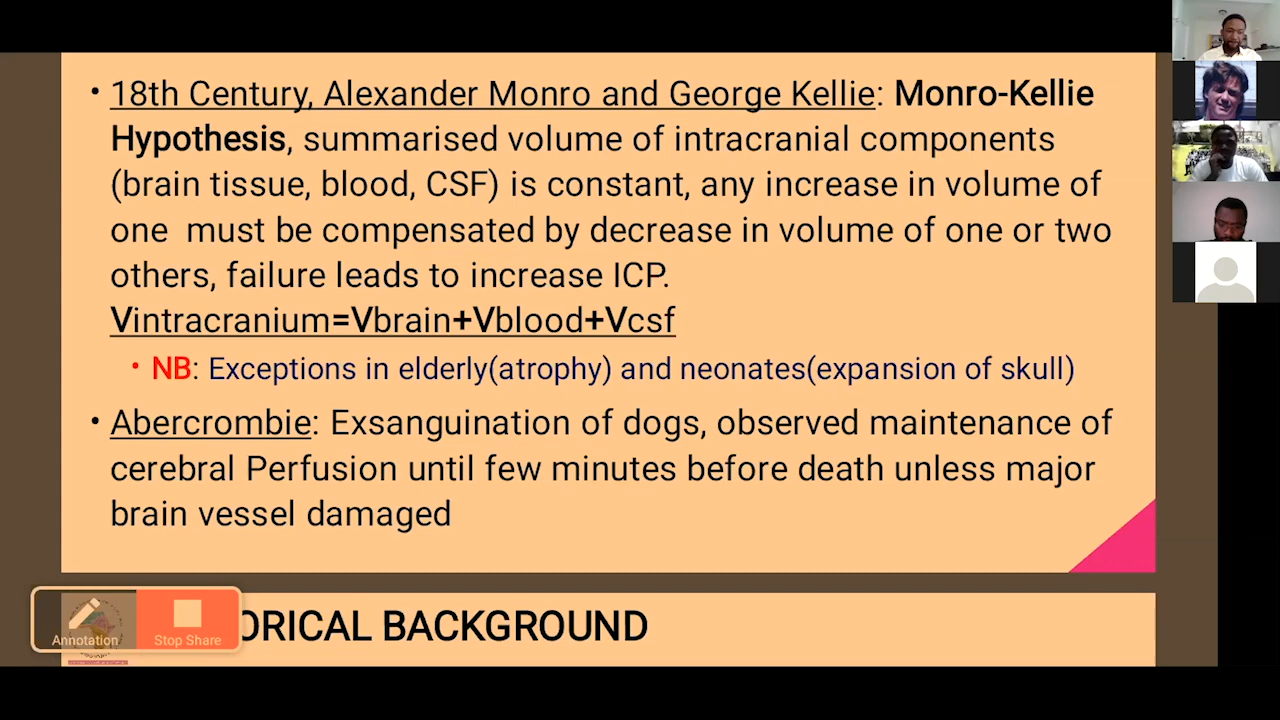 • 18th Century, Alexander Monro and George Kellie: Monro-Kellie
Hypothesis, summarised volume of intracranial components
(brain tissue, blood, CSF) is constant, any increase in volume of
one must be compensated by decrease in volume of one or two
others, failure leads to increase ICP.
Vintracranium=Vbrain+Vblood+Vcsf
• NB: Exceptions in elderly(atrophy) and neonates(expansion of skull)
• Abercrombie: Exsanguination of dogs, observed maintenance of
cerebral Perfusion until few minutes before death unless major
brain vessel damaged
ORICAL BACKGROUND
Annotation
Stop Share